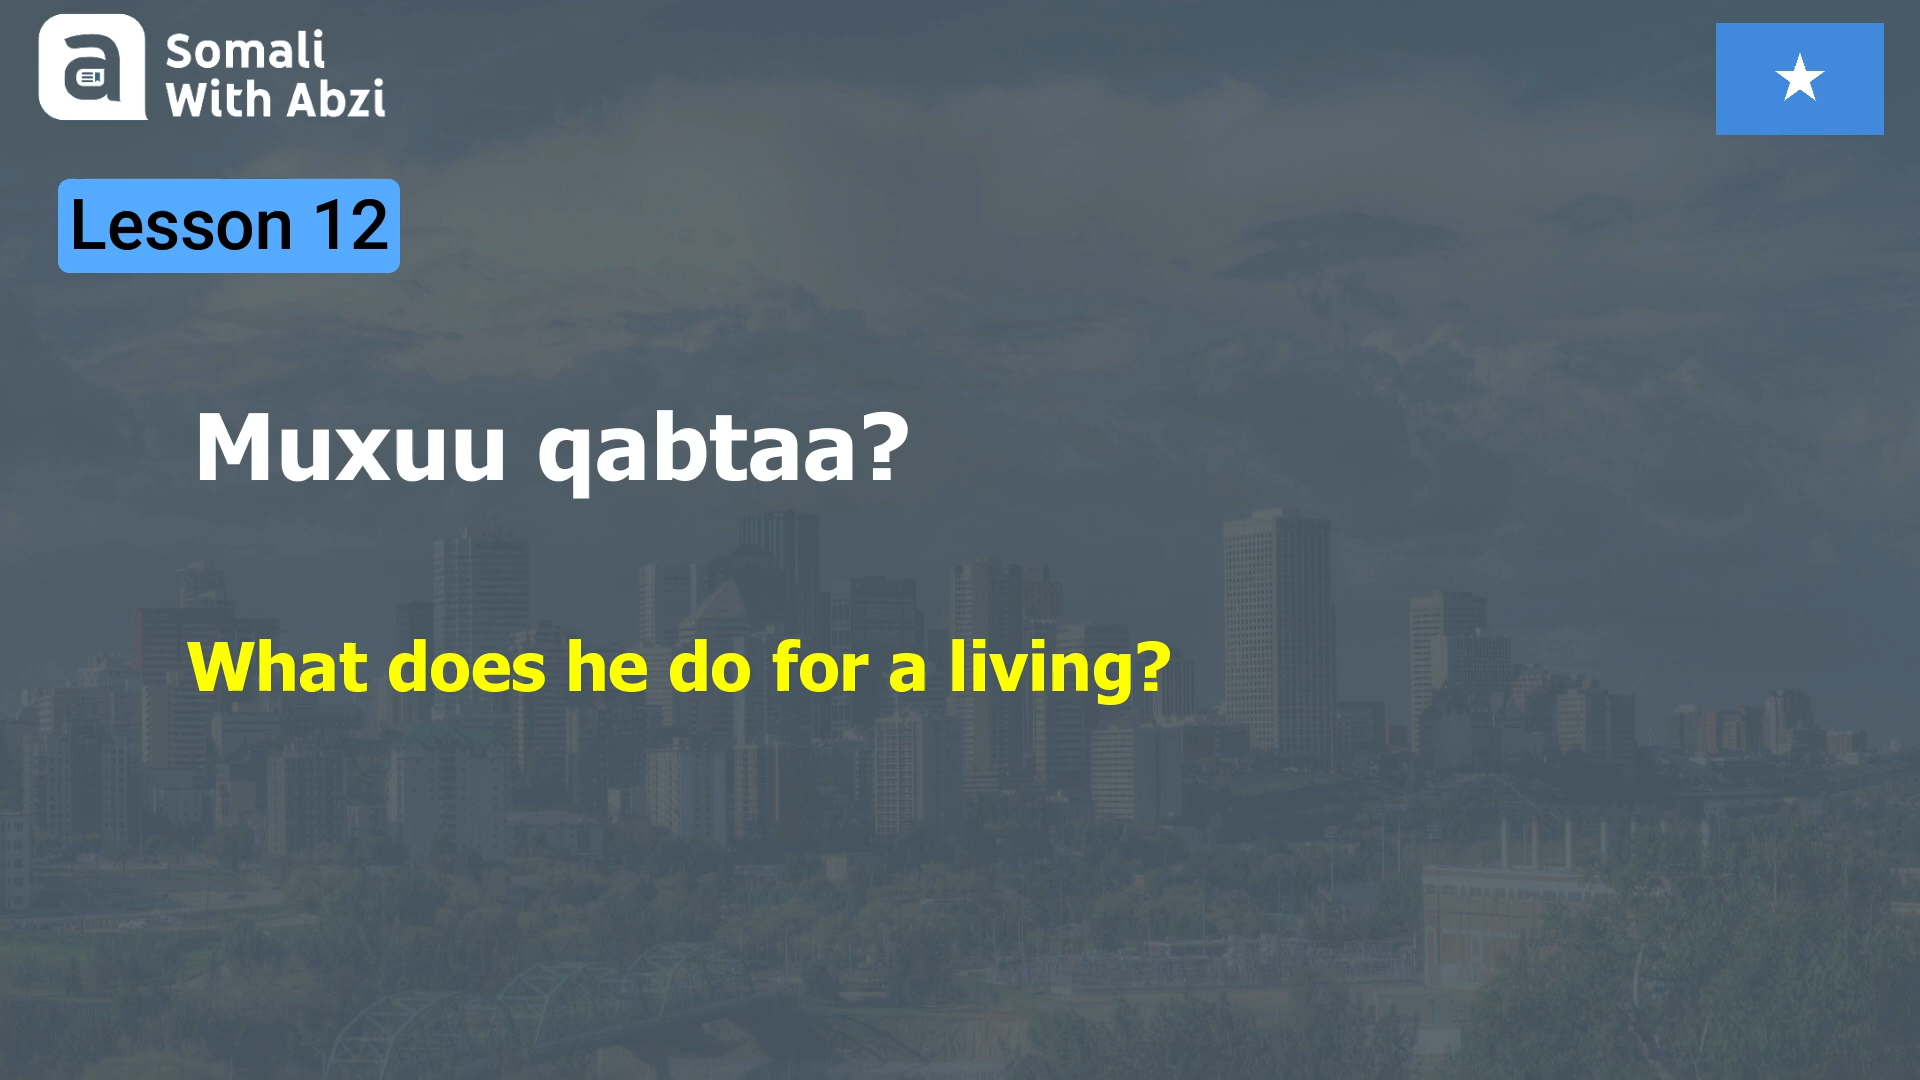 Somali
With Abzi
Lesson 12
Muxuu qabtaa?
What does he do for a living?